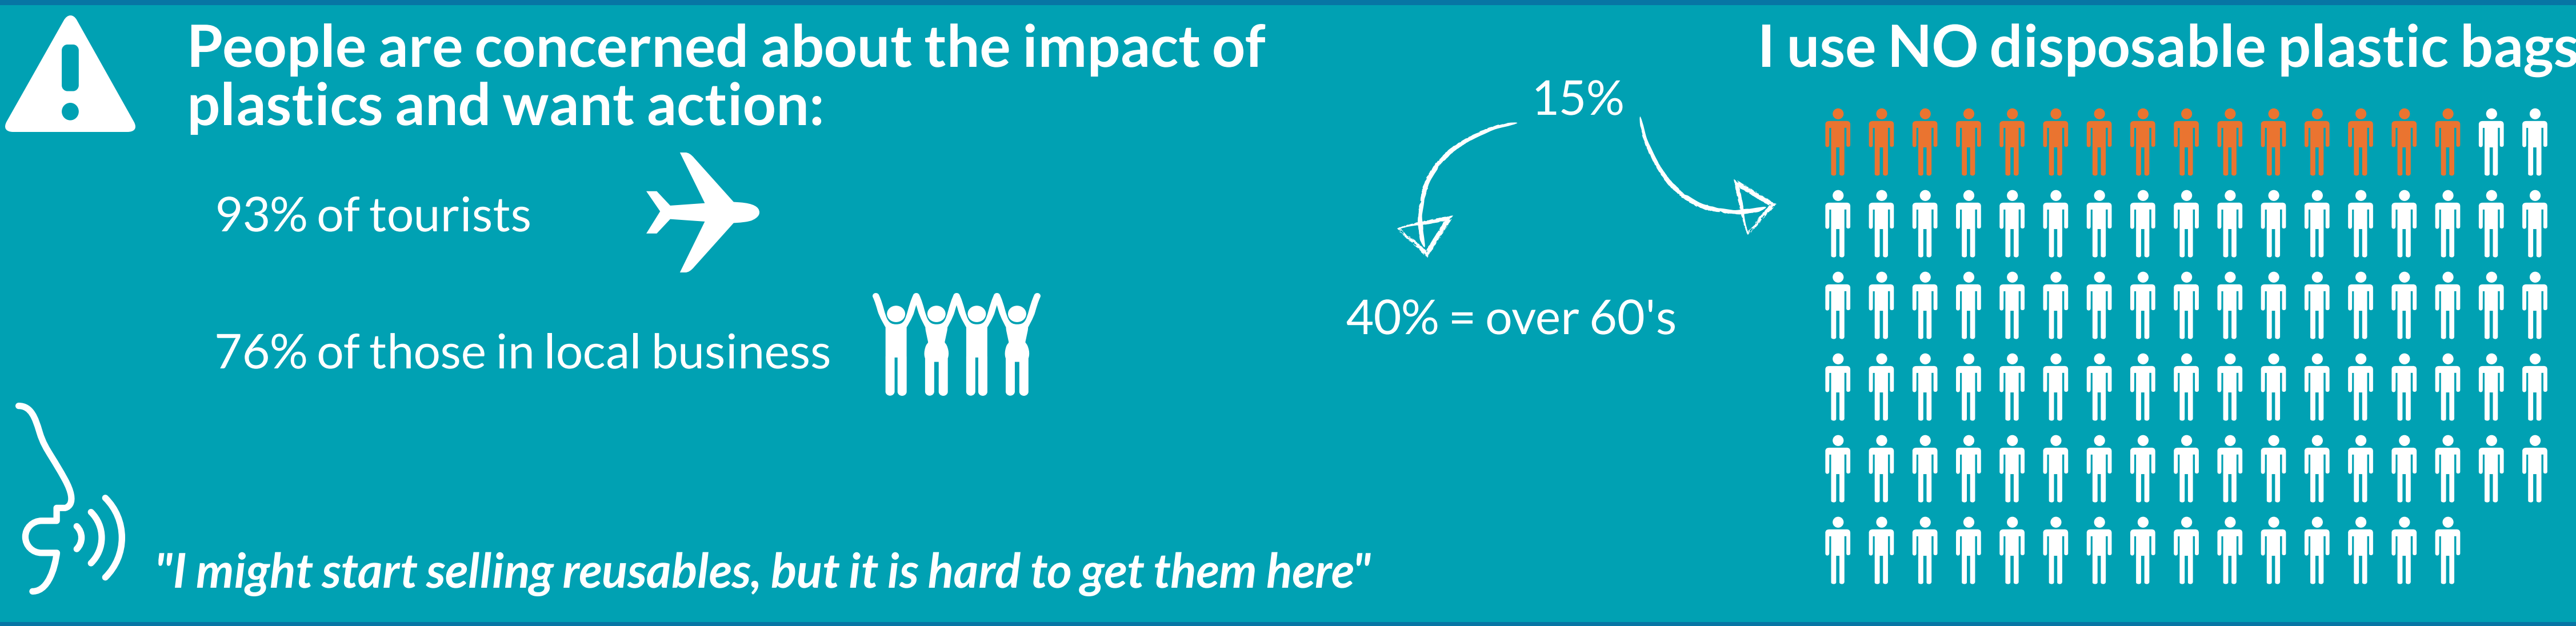 People are concerned about the impact of
plastics and want action:
93% of tourists
76% of those in local business
"I might start selling reusables, but it is hard to get them here"
I use NO disposable plastic bags
15%
40% = over 60's